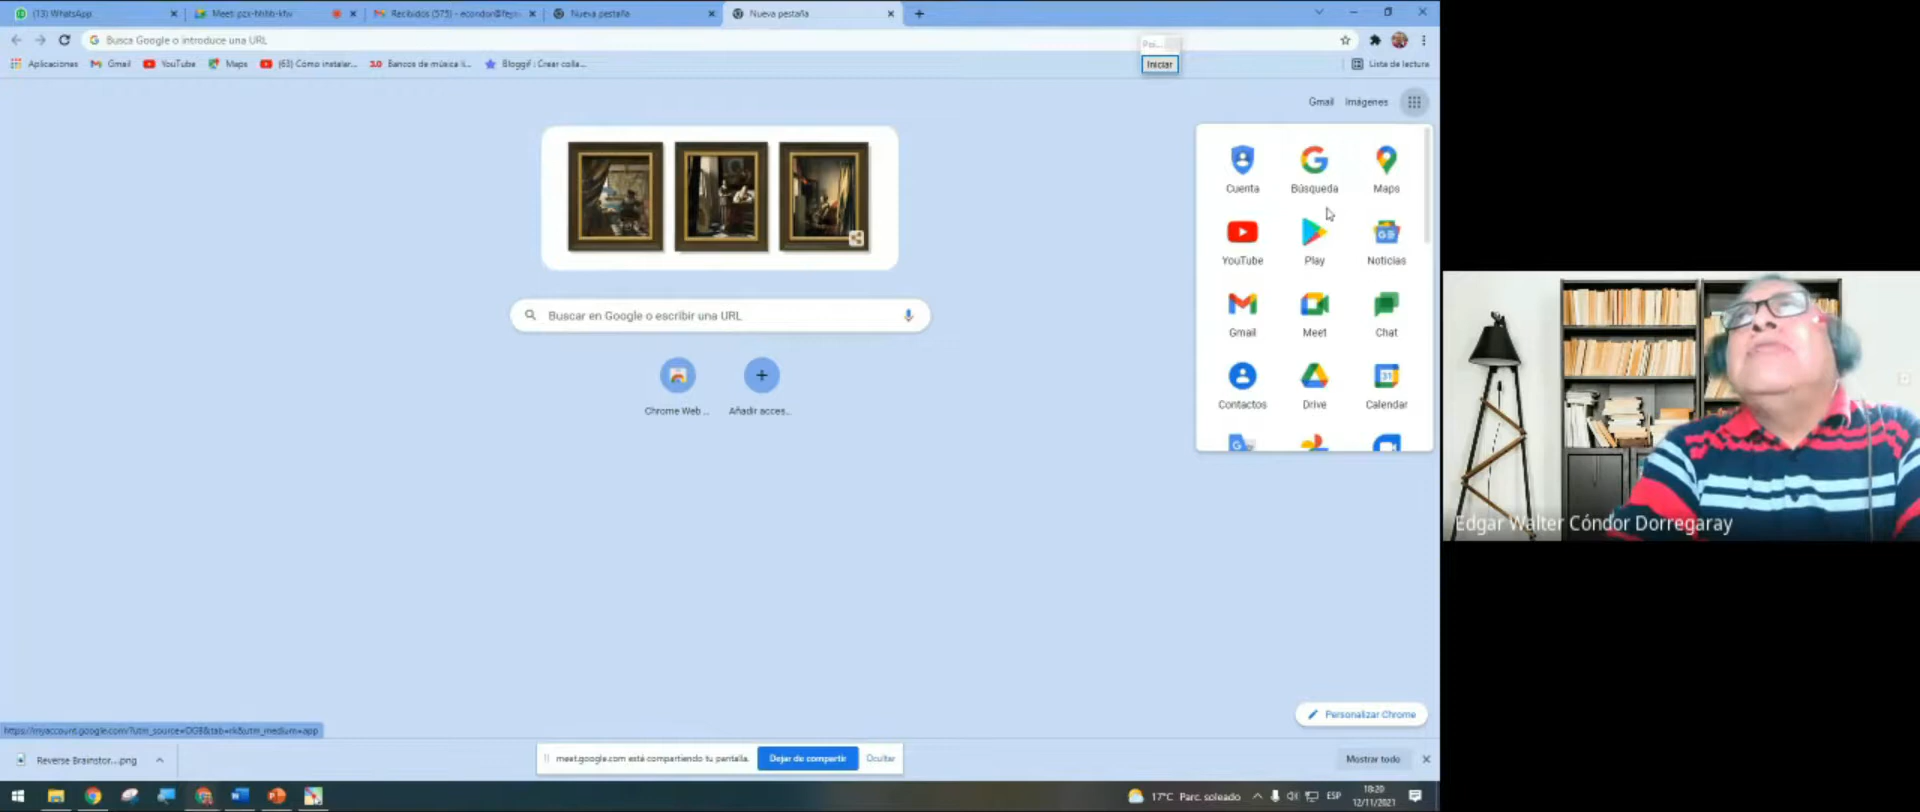 (13) WhatsApp
Nueva pestaña
Nueva pestaña
Busca Google o introduce una URL
Aplicaciones
Gmail
YouTube
Maps
(63) Cómo instalar...
Bancos de música li...
Bloggif : Crear colla...
Lista de lectura
Iniciar
Gmail
Imágenes
Cuenta
Búsqueda
Maps
YouTube
Play
Noticias
Gmail
Meet
Chat
Contactos
Drive
31
Calendar
Buscar en Google o escribir una URL
Chrome Web ...
Añadir acces...
Edgar Walter Cóndor Dorregaray
Personalizar Chrome
Reverse Brainstor....png
meet.google.com está compartiendo tu pantalla.
Dejar de compartir
Ocultar
Mostrar todo
17°C Parc. soleado
ESP
18:20
12/11/2021